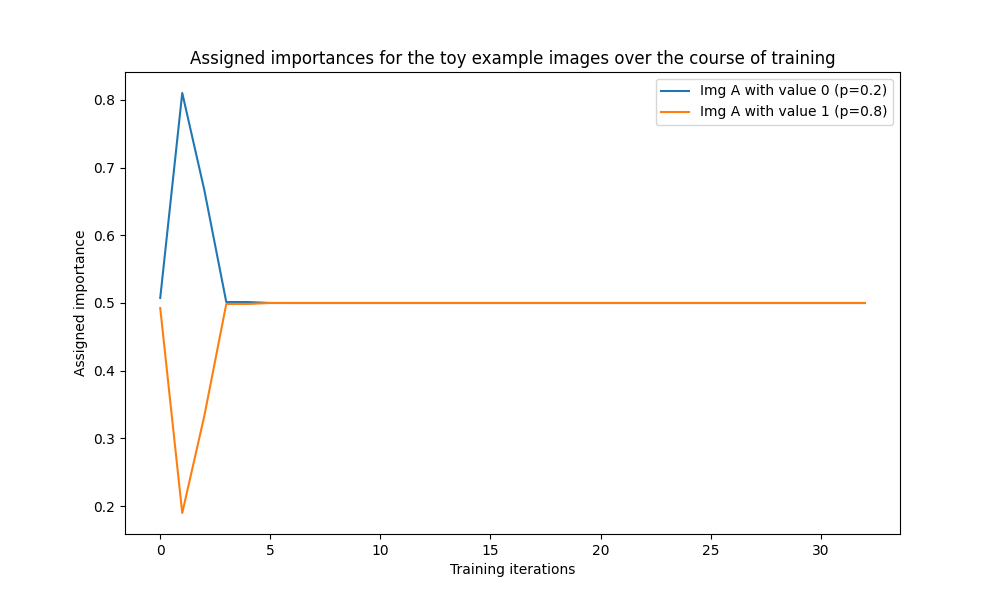 Assigned importances for the toy example images over the course of training
Img A with value 0 (p=0.2)
Img A with value 1 (p=0.8)
0.8
0.7
0.6
0.5
0.4
0.3
0.2
Assigned importance
0 5 10 15 20 25 30
Training iterations